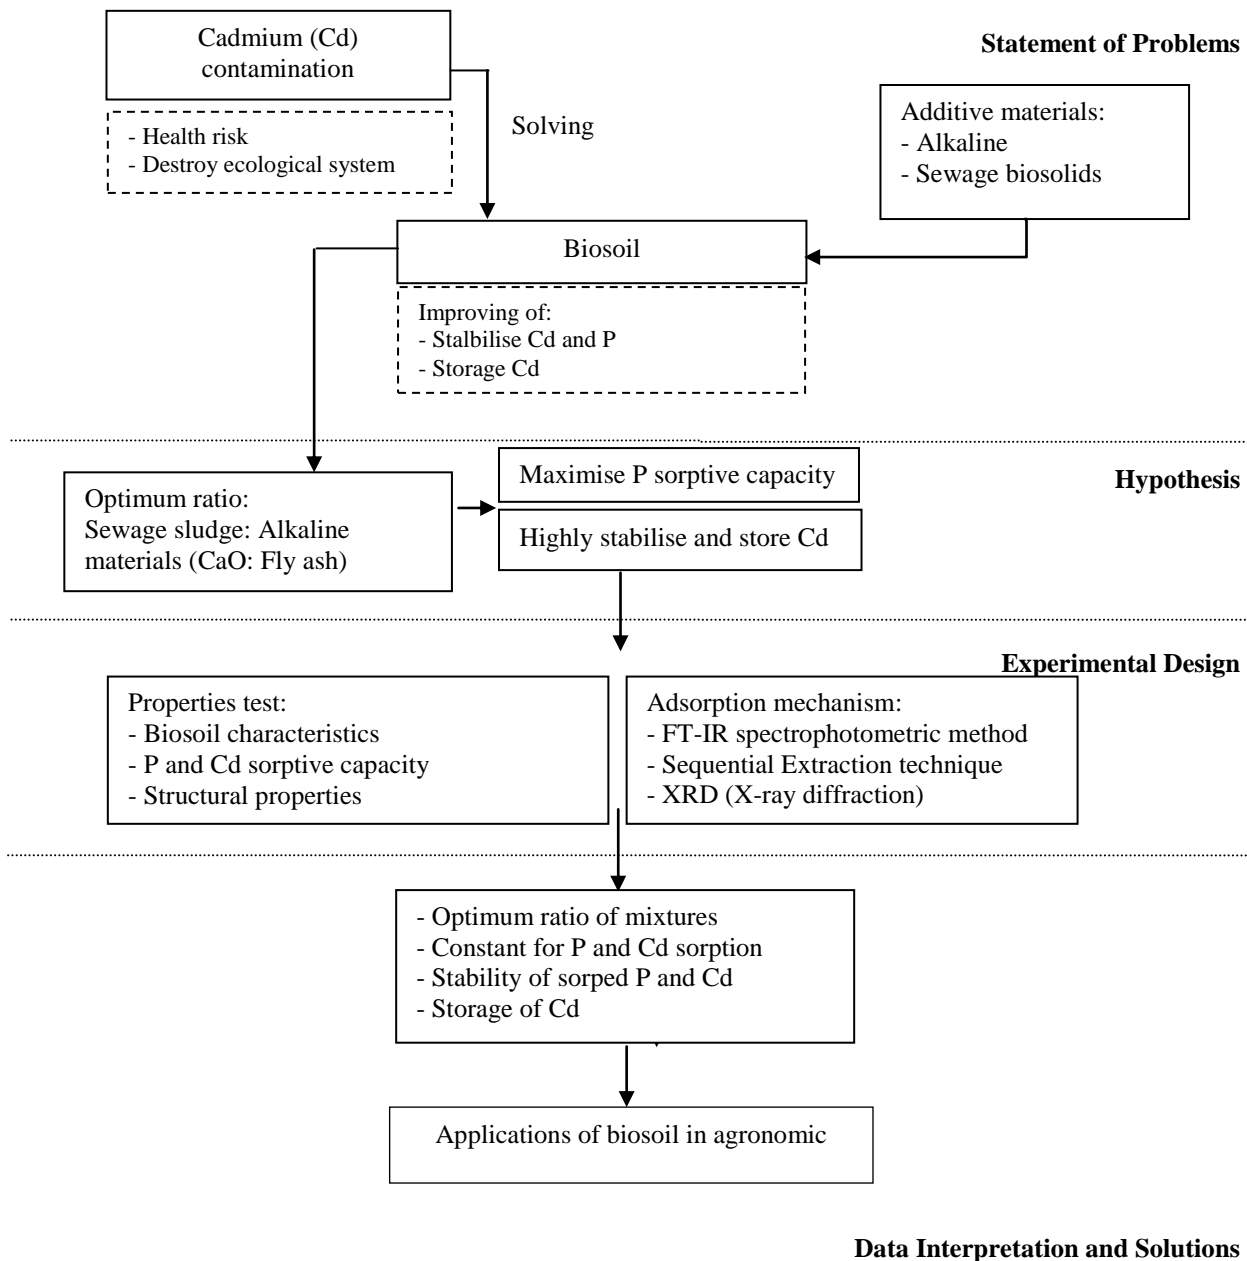 Cadmium (Cd)
contamination
Statement of Problems
- Health risk
- Destroy ecological system
Solving
Additive materials:
- Alkaline
- Sewage biosolids
Biosoil
Improving of:
- Stalbilise Cd and P
- Storage Cd
Hypothesis
Optimum ratio:
Sewage sludge: Alkaline
materials (CaO: Fly ash)
Maximise P sorptive capacity
Highly stabilise and store Cd
Experimental Design
Properties test:
- Biosoil characteristics
- P and Cd sorptive capacity
- Structural properties
Adsorption mechanism:
- FT-IR spectrophotometric method
- Sequential Extraction technique
- XRD (X-ray diffraction)
- Optimum ratio of mixtures
- Constant for P and Cd sorption
- Stability of sorped P and Cd
- Storage of Cd
Applications of biosoil in agronomic
Data Interpretation and Solutions